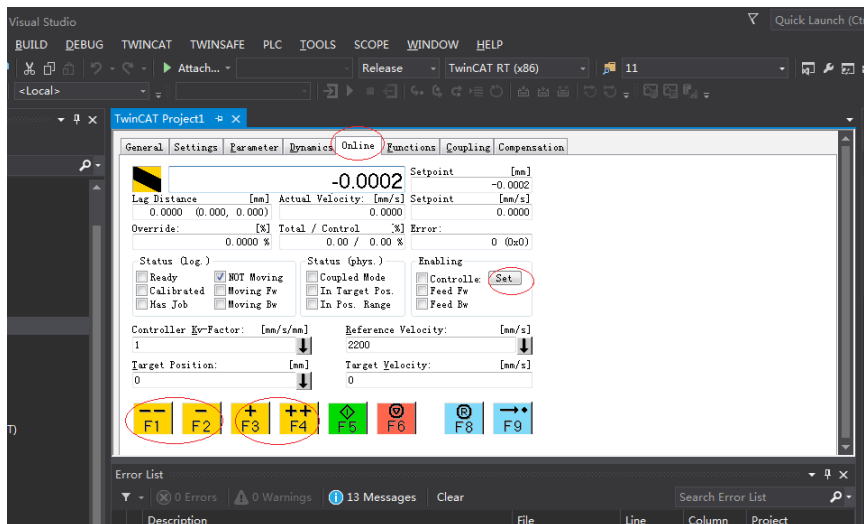 Visual Studio
Quick Launch (Ct
BUILD DEBUG TWINCAT TWINSAFE PLC TOOLS SCOPE WINDOW HELP
Attach... Release TwinCAT RT (x86) 11
<Local>
TwinCAT Project1
General Settings Parameter Dynamics Online Functions Coupling Compensation
-0.0002 Setpoint [mm]
-0.0002
Lag Distance [mm] Actual Velocity: [mm/s] Setpoint [mm/s]
0.0000 (0.000, 0.000) 0.0000 0.0000
Override: [%] Total / Control [%] Error:
0.0000 % 0.00 / 0.00 % 0 (0x0)
Status (log.) Status (phys.) Enabling
Ready NOT Moving Coupled Mode Controlle: Set
Calibrated Moving Fw In Target Pos. Feed Fw
Has Job Moving Bw In Pos. Range Feed Bw
Controller Kv-Factor: [mm/s/mm] Reference Velocity: [mm/s]
1 2200
Target Position: [mm] Target Velocity: [mm/s]
0 0
-- - + ++ R
F1 F2 F3 F4 F5 F6 F8 F9
T)
Error List
0 Errors 0 Warnings 13 Messages Clear Search Error List
Description File Line Column Project